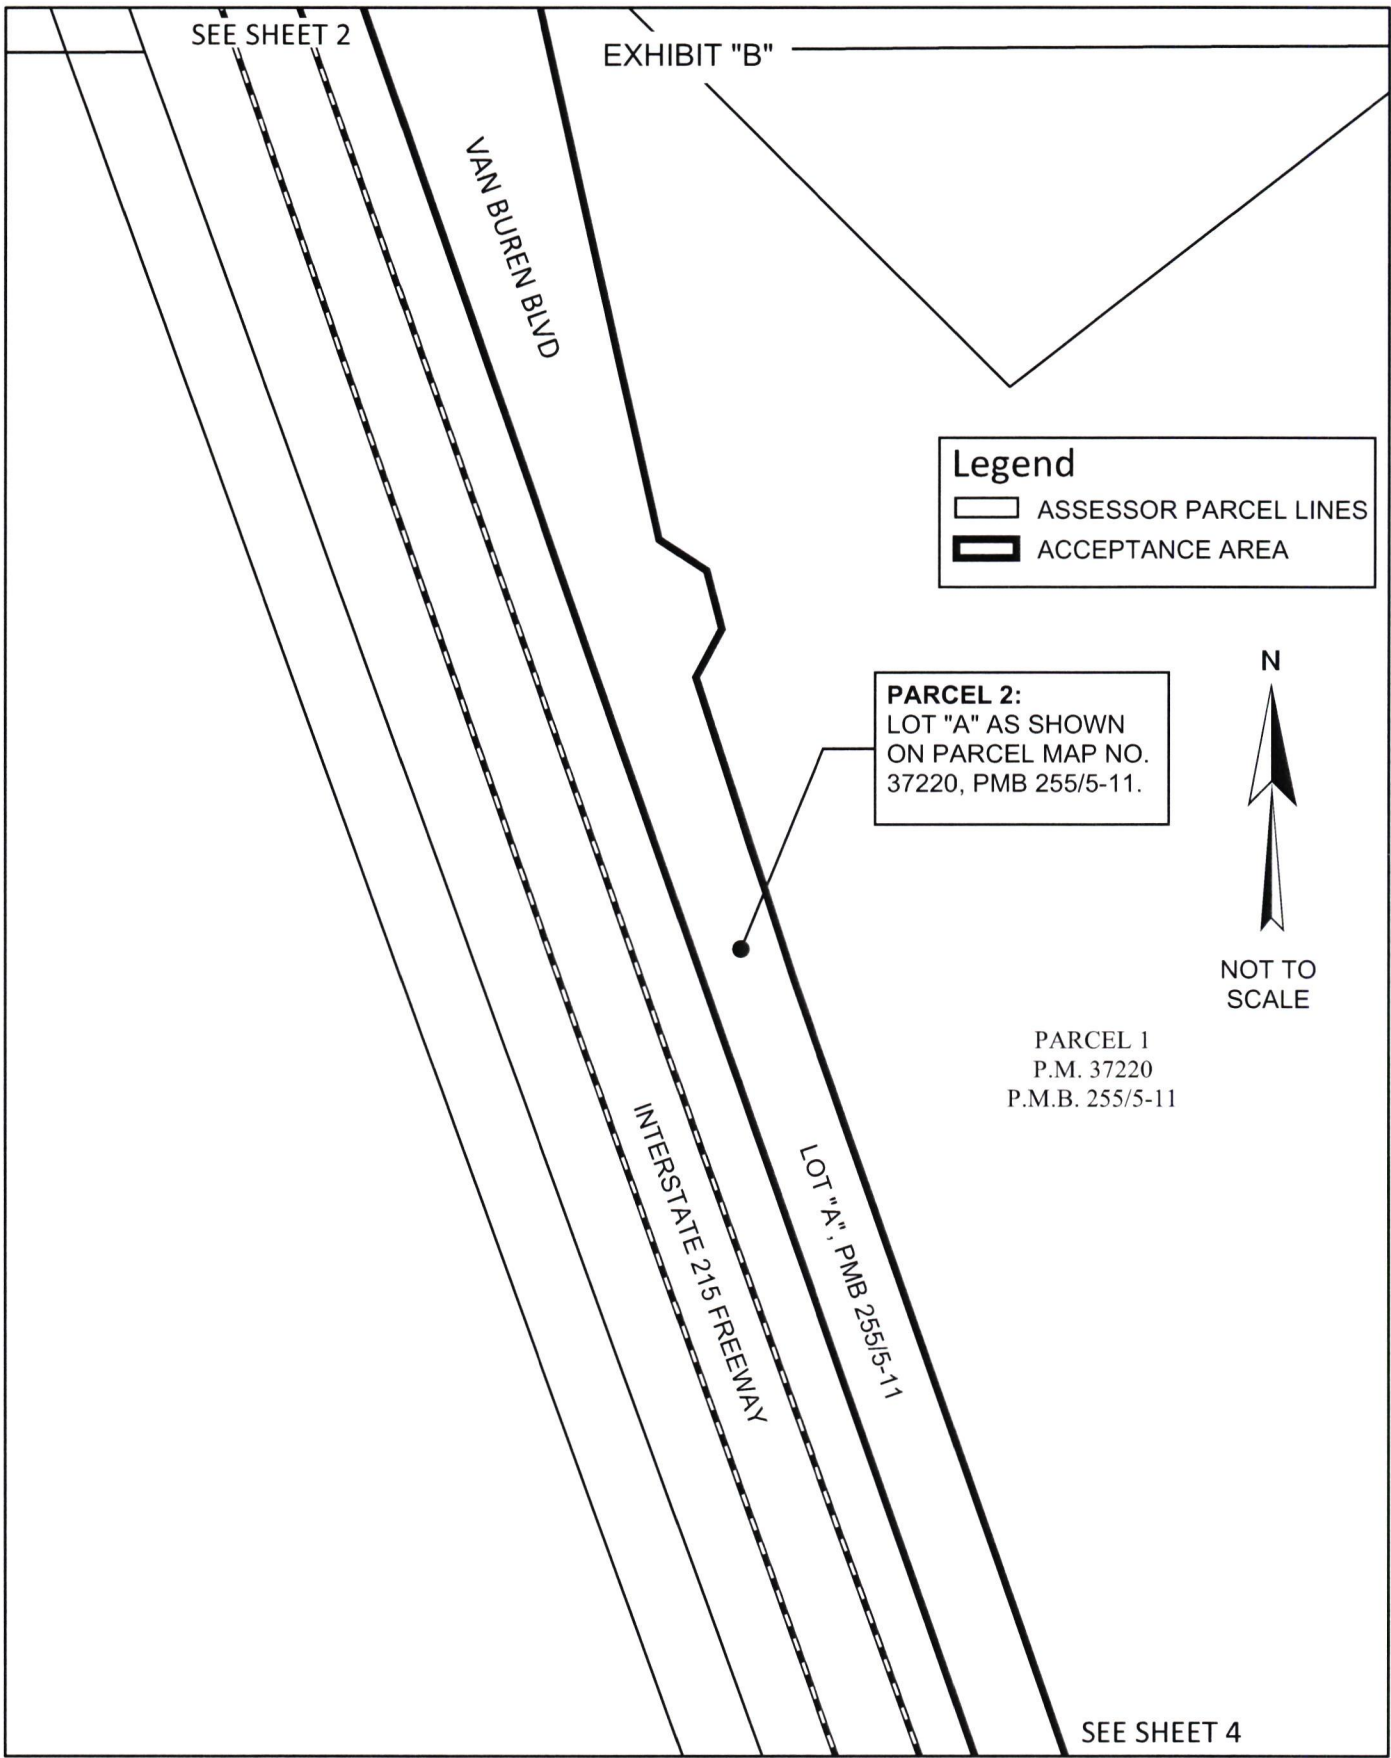 SEE SHEET 2
EXHIBIT "B"
VAN BUREN BLVD
Legend
ASSESSOR PARCEL LINES
ACCEPTANCE AREA
N
PARCEL 2:
LOT "A" AS SHOWN
ON PARCEL MAP NO.
37220, PMB 255/5-11.
NOT TO
SCALE
PARCEL 1
P.M. 37220
P.M.B. 255/5-11
INTERSTATE 215 FREEWAY
LOT "A", PMB 255/5-11
SEE SHEET 4